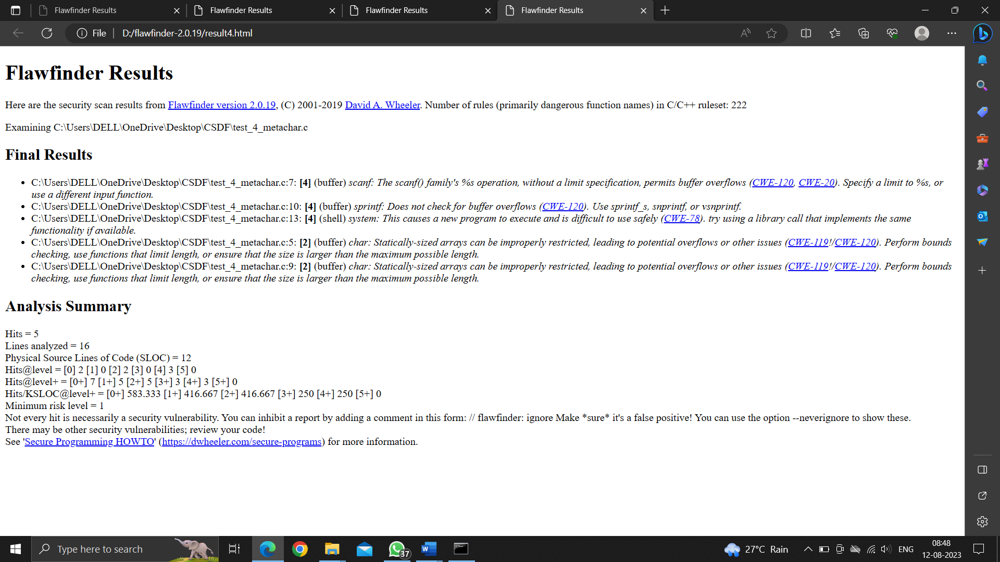 Flawfinder Results
Flawfinder Results
Flawfinder Results
Flawfinder Results
File
D:/flawfinder-2.0.19/result4.html
Flawfinder Results
Here are the security scan results from Flawfinder version 2.0.19, (C) 2001-2019 David A. Wheeler. Number of rules (primarily dangerous function names) in C/C++ ruleset: 222
Examining C:\Users\DELL\OneDrive\Desktop\CSDF\test_4_metachar.c
Final Results
• C:\Users\DELL\OneDrive\Desktop\CSDF\test_4_metachar.c:7: [4] (buffer) scanf: The scanf() family's %s operation, without a limit specification, permits buffer overflows (CWE-120, CWE-20). Specify a limit to %s, or
use a different input function.
• C:\Users\DELL\OneDrive\Desktop\CSDF\test_4_metachar.c:10: [4] (buffer) sprintf: Does not check for buffer overflows (CWE-120). Use sprintf_s, snprintf, or vsnprintf.
• C:\Users\DELL\OneDrive\Desktop\CSDF\test_4_metachar.c:13: [4] (shell) system: This causes a new program to execute and is difficult to use safely (CWE-78). try using a library call that implements the same
functionality if available.
• C:\Users\DELL\OneDrive\Desktop\CSDF\test_4_metachar.c:5: [2] (buffer) char: Statically-sized arrays can be improperly restricted, leading to potential overflows or other issues (CWE-119!/CWE-120). Perform bounds
checking, use functions that limit length, or ensure that the size is larger than the maximum possible length.
• C:\Users\DELL\OneDrive\Desktop\CSDF\test_4_metachar.c:9: [2] (buffer) char: Statically-sized arrays can be improperly restricted, leading to potential overflows or other issues (CWE-119!/CWE-120). Perform bounds
checking, use functions that limit length, or ensure that the size is larger than the maximum possible length.
Analysis Summary
Hits = 5
Lines analyzed = 16
Physical Source Lines of Code (SLOC) = 12
Hits@level = [0] 2 [1] 0 [2] 2 [3] 0 [4] 3 [5] 0
Hits@level+ = [0+] 7 [1+] 5 [2+] 5 [3+] 3 [4+] 3 [5+] 0
Hits/KSLOC@level+ = [0+] 583.333 [1+] 416.667 [2+] 416.667 [3+] 250 [4+] 250 [5+] 0
Minimum risk level = 1
Not every hit is necessarily a security vulnerability. You can inhibit a report by adding a comment in this form: // flawfinder: ignore Make *sure* it's a false positive! You can use the option --neverignore to show these.
There may be other security vulnerabilities; review your code!
See 'Secure Programming HOWTO' (https://dwheeler.com/secure-programs) for more information.
Type here to search
37
27°C Rain
ENG
08:48
12-08-2023